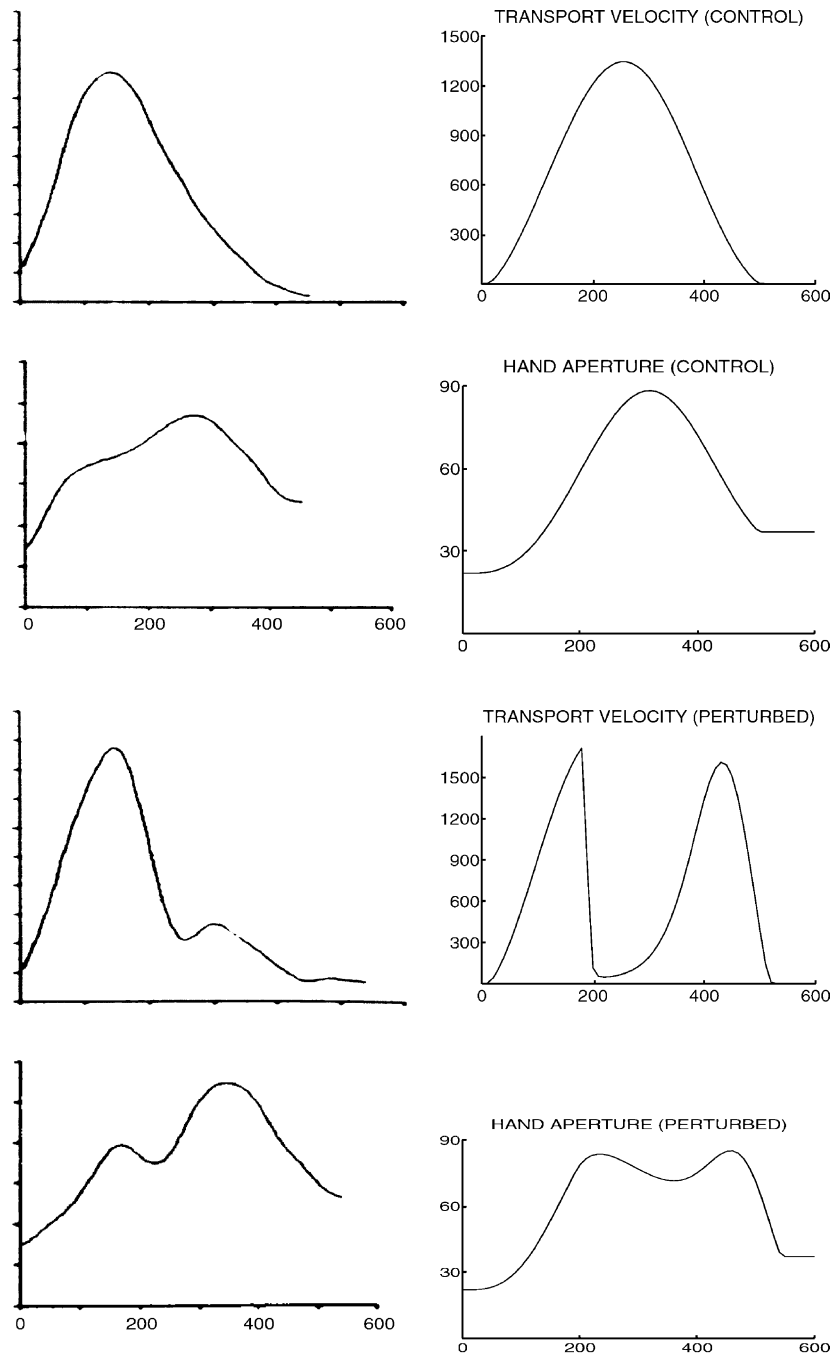 TRANSPORT VELOCITY (CONTROL)
1500
1200
900
600
300
0 200 400 600
HAND APERTURE (CONTROL)
90
60
30
0 200 400 600
0 200 400 600
TRANSPORT VELOCITY (PERTURBED)
1500
1200
900
600
300
0 200 400 600
HAND APERTURE (PERTURBED)
90
60
30
0 200 400 600
0 200 400 600